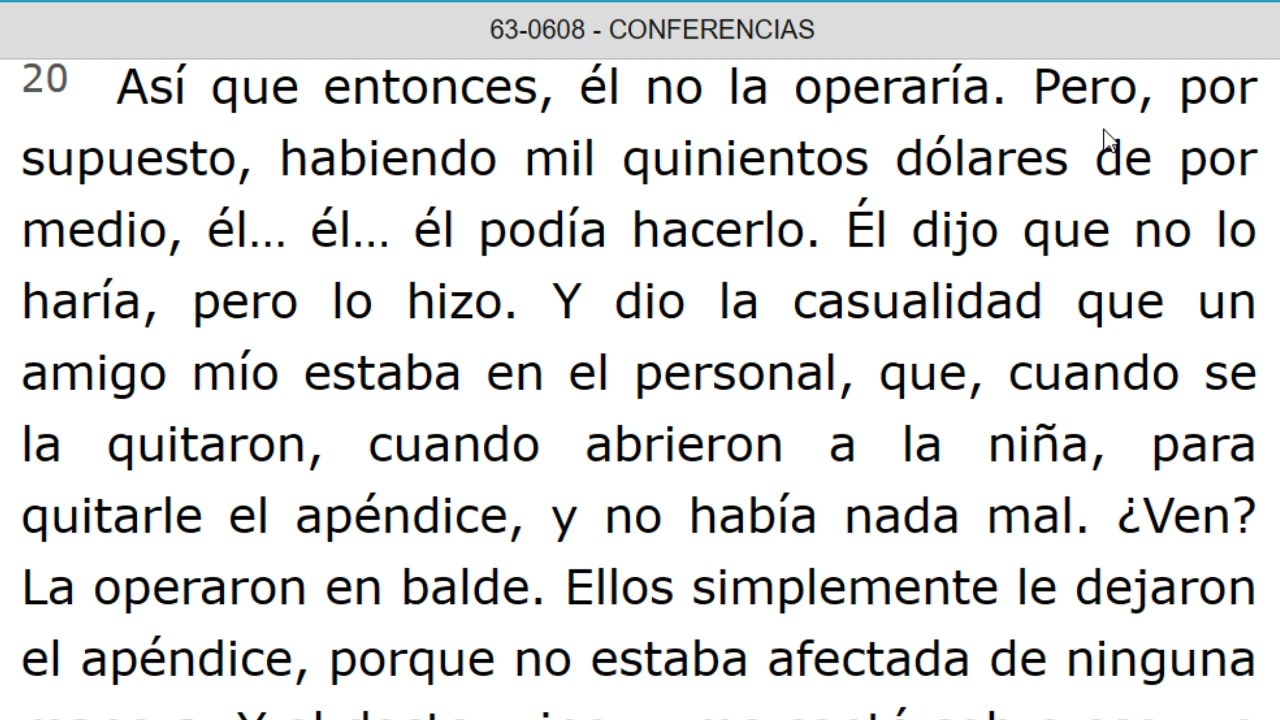 63-0608 - CONFERENCIAS
20 Así que entonces, él no la operaría. Pero, por
supuesto, habiendo mil quinientos dólares de por
medio, él... él... él podía hacerlo. Él dijo que no lo
haría, pero lo hizo. Y dio la casualidad que un
amigo mío estaba en el personal, que, cuando se
la quitaron, cuando abrieron a la niña, para
quitarle el apéndice, y no había nada mal. ¿Ven?
La operaron en balde. Ellos simplemente le dejaron
el apéndice, porque no estaba afectada de ninguna